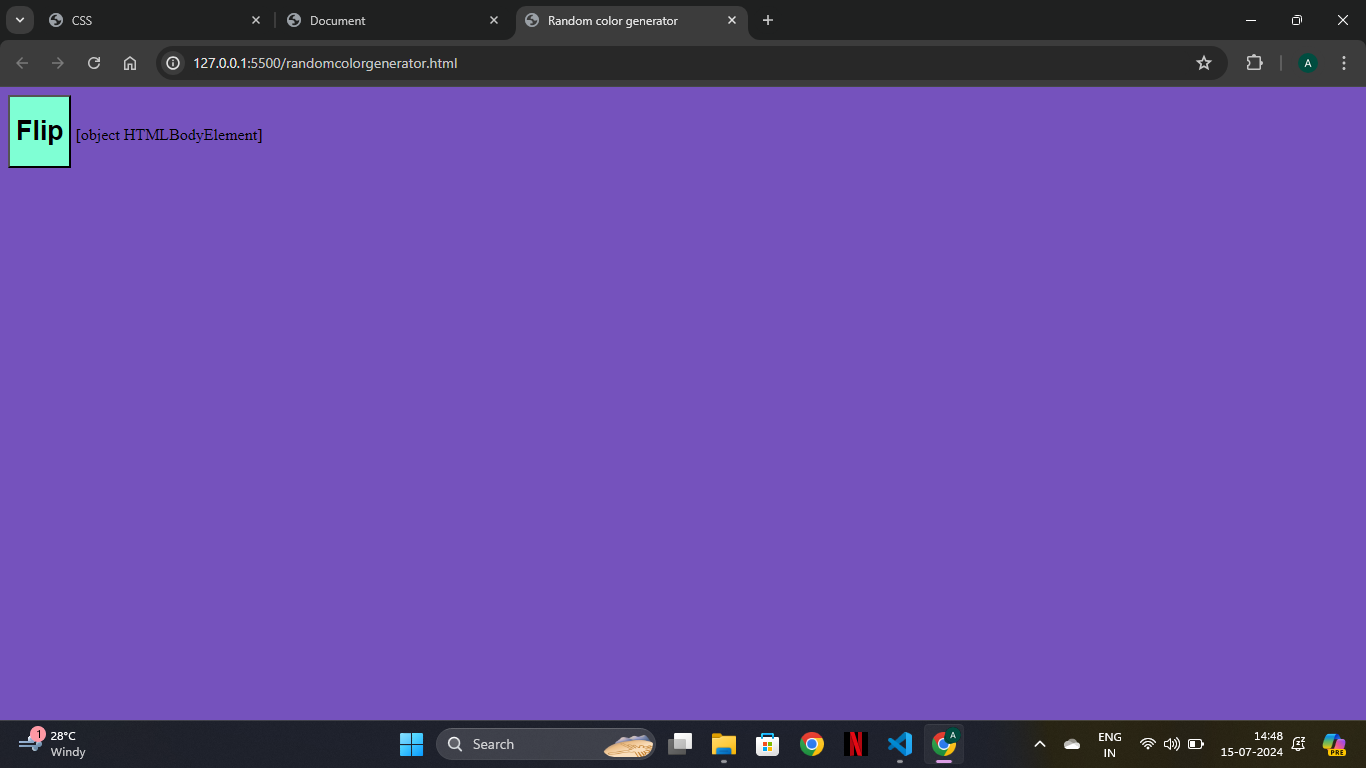 CSS
Document
Random color generator
127.0.0.1:5500/randomcolorgenerator.html
A
Flip
[object HTMLBodyElement]
1
28°C
Windy
Search
N
A
ENG
IN
14:48
15-07-2024
PRE